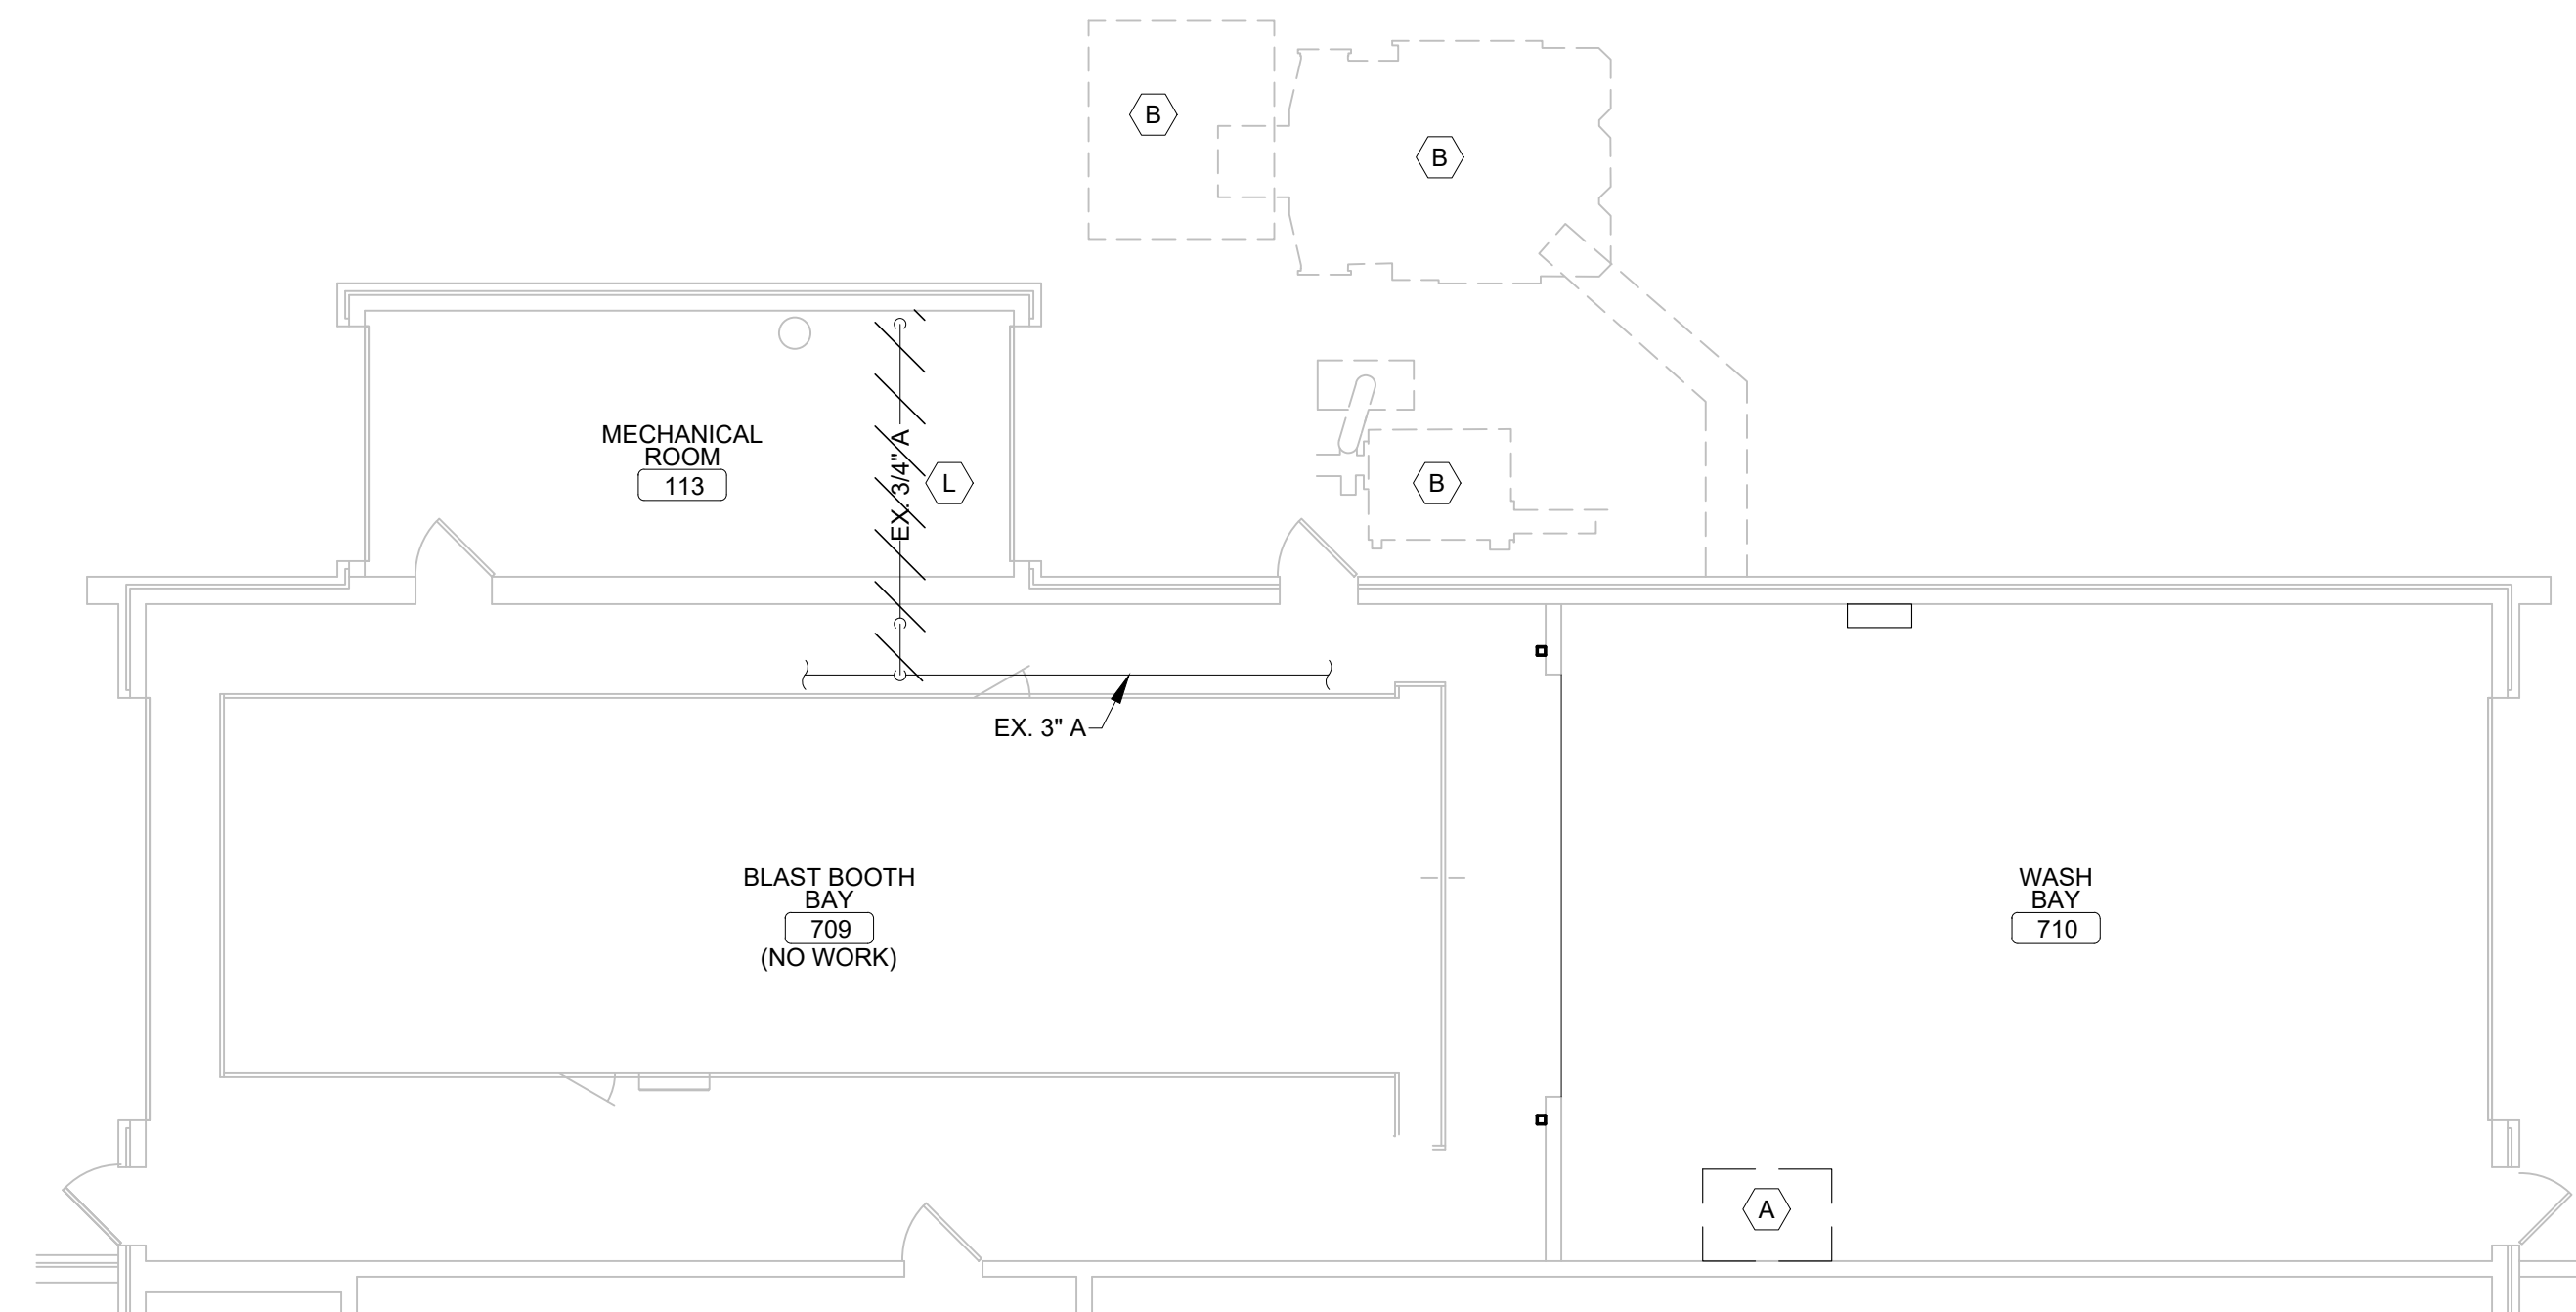 B
B
MECHANICAL
ROOM
113
EX. 3/4" A
L
B
EX. 3" A
BLAST BOOTH
BAY
709
(NO WORK)
WASH
BAY
710
A